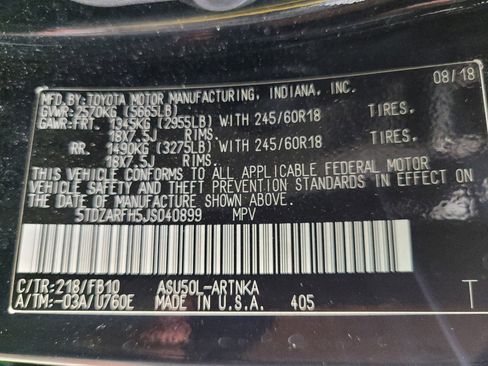 MFD. BY: TOYOTA MOTOR MANUFACTURING, INDIANA, INC. 08/18
GVWR: 2570KG (5665LB)
GAWR: FRT. 1345KG (2955LB) WITH 245/60R18 TIRES.
18X7.5J RIMS.
RR. 1490KG (3275LB) WITH 245/60R18 TIRES.
18X7.5J RIMS.
THIS VEHICLE CONFORMS TO ALL APPLICABLE FEDERAL MOTOR
VEHICLE SAFETY AND THEFT PREVENTION STANDARDS IN EFFECT ON
THE DATE OF MANUFACTURE SHOWN ABOVE.
5TDZARFH5JS040899 MPV
C/TR: 218/FB10 ASU50L-ARTNKA
A/TM: -03A/U760E MADE IN U.S.A. 405 T